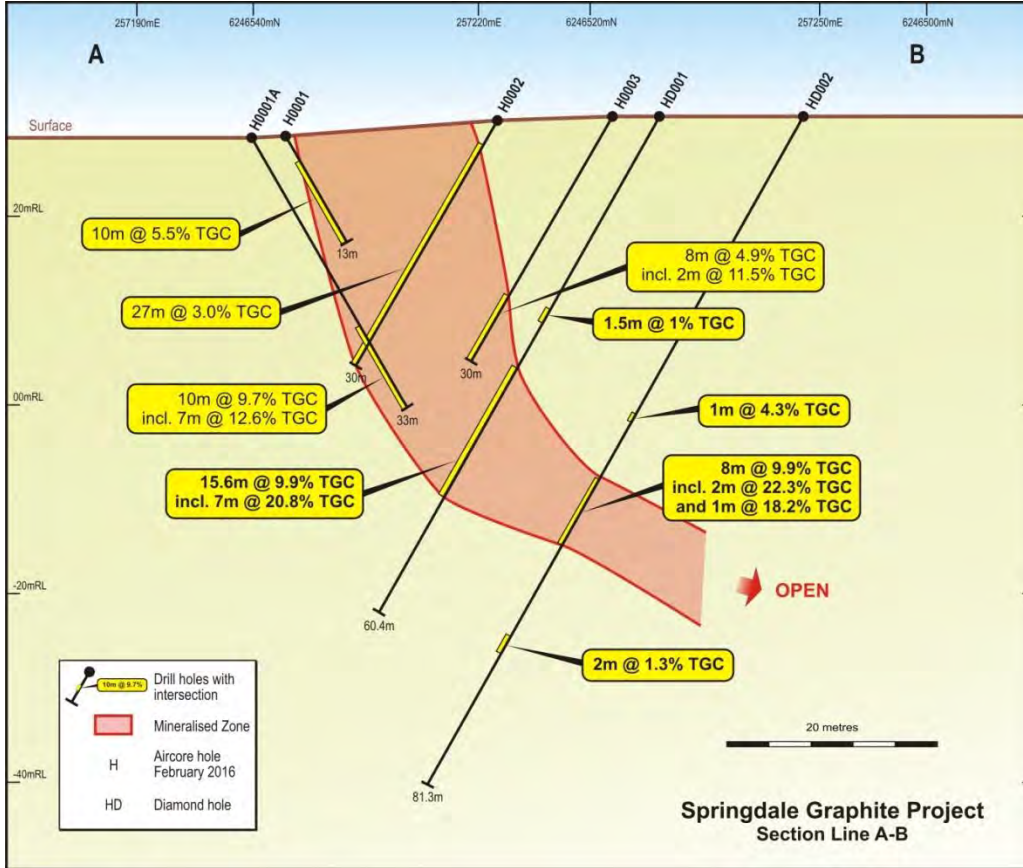 257190mE
6246540mN
257220mE
6246520mN
257250mE
6246500mN
A
B
H0001A
H0001
H0002
H0003
HD001
HD002
Surface
20mRL
10m @ 5.5% TGC
13m
8m @ 4.9% TGC
incl. 2m @ 11.5% TGC
27m @ 3.0% TGC
1.5m @ 1% TGC
30m
30m
00mRL
10m @ 9.7% TGC
incl. 7m @ 12.6% TGC
33m
1m @ 4.3% TGC
15.6m @ 9.9% TGC
incl. 7m @ 20.8% TGC
8m @ 9.9% TGC
incl. 2m @ 22.3% TGC
and 1m @ 18.2% TGC
-20mRL
OPEN
60.4m
2m @ 1.3% TGC
10m @ 9.7%
Drill holes with
intersection
Mineralised Zone
H
Aircore hole
February 2016
HD
Diamond hole
20 metres
-40mRL
81.3m
Springdale Graphite Project
Section Line A-B